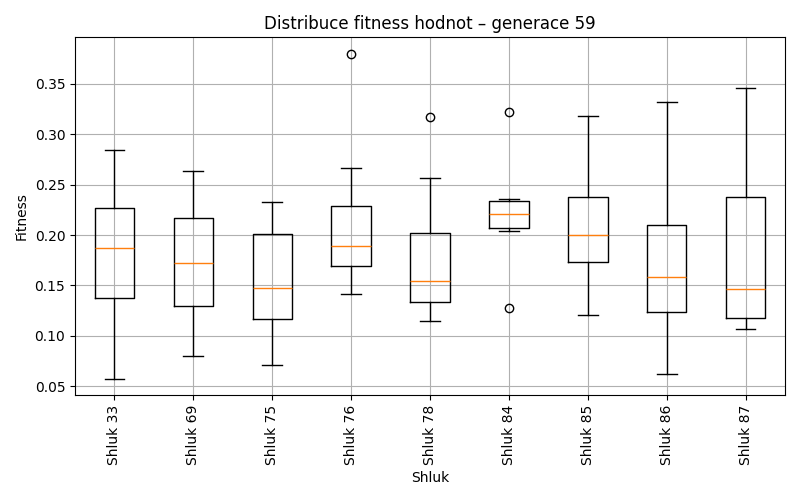 Distribuce fitness hodnot – generace 59
Fitness
0.35
0.30
0.25
0.20
0.15
0.10
0.05
Shluk 33
Shluk 69
Shluk 75
Shluk 76
Shluk 78
Shluk 84
Shluk 85
Shluk 86
Shluk 87
Shluk